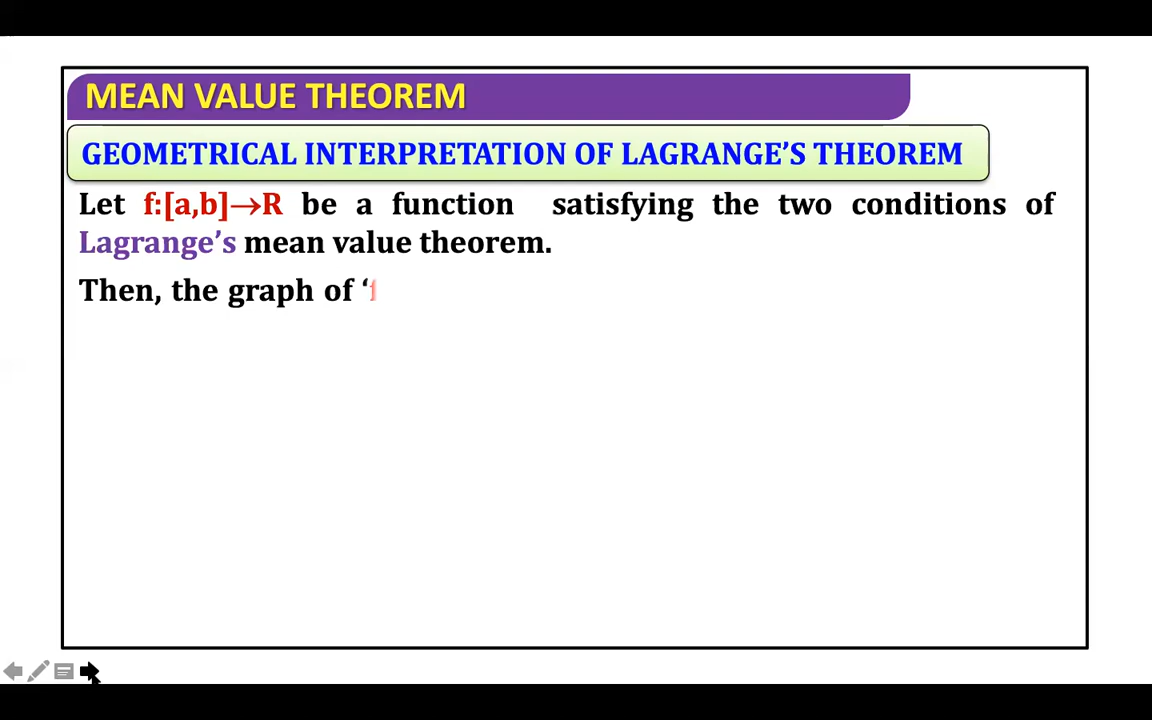 MEAN VALUE THEOREM
GEOMETRICAL INTERPRETATION OF LAGRANGE’S THEOREM
Let f:[a,b]→R be a function satisfying the two conditions of
Lagrange’s mean value theorem.
Then, the graph of ‘f